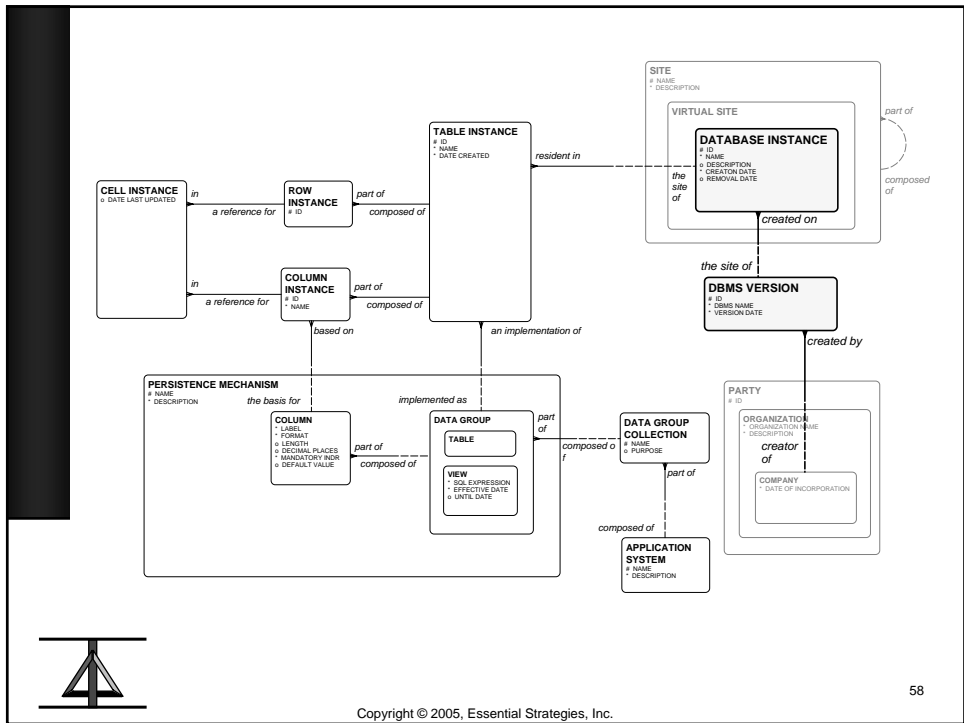 SITE
# NAME
* DESCRIPTION
part of
composed
of
VIRTUAL SITE
DATABASE INSTANCE
# ID
* NAME
o DESCRIPTION
* CREATON DATE
o REMOVAL DATE
TABLE INSTANCE
# ID
* NAME
* DATE CREATED
resident in
the
site
of
created on
CELL INSTANCE
o DATE LAST UPDATED
in
a reference for
ROW
INSTANCE
# ID
part of
composed of
in
a reference for
COLUMN
INSTANCE
# ID
* NAME
part of
composed of
based on
an implementation of
the site of
DBMS VERSION
# ID
* DBMS NAME
* VERSION DATE
created by
PERSISTENCE MECHANISM
# NAME
* DESCRIPTION
the basis for
implemented as
COLUMN
* LABEL
* FORMAT
o LENGTH
o DECIMAL PLACES
* MANDATORY INDR
o DEFAULT VALUE
part of
composed of
DATA GROUP
TABLE
VIEW
* SQL EXPRESSION
* EFFECTIVE DATE
o UNTIL DATE
part
of
composed o
f
DATA GROUP
COLLECTION
# NAME
o PURPOSE
part of
composed of
APPLICATION
SYSTEM
# NAME
* DESCRIPTION
PARTY
# ID
ORGANIZATION
* ORGANIZATION NAME
* DESCRIPTION
creator
of
COMPANY
* DATE OF INCORPORATION
58
Copyright © 2005, Essential Strategies, Inc.